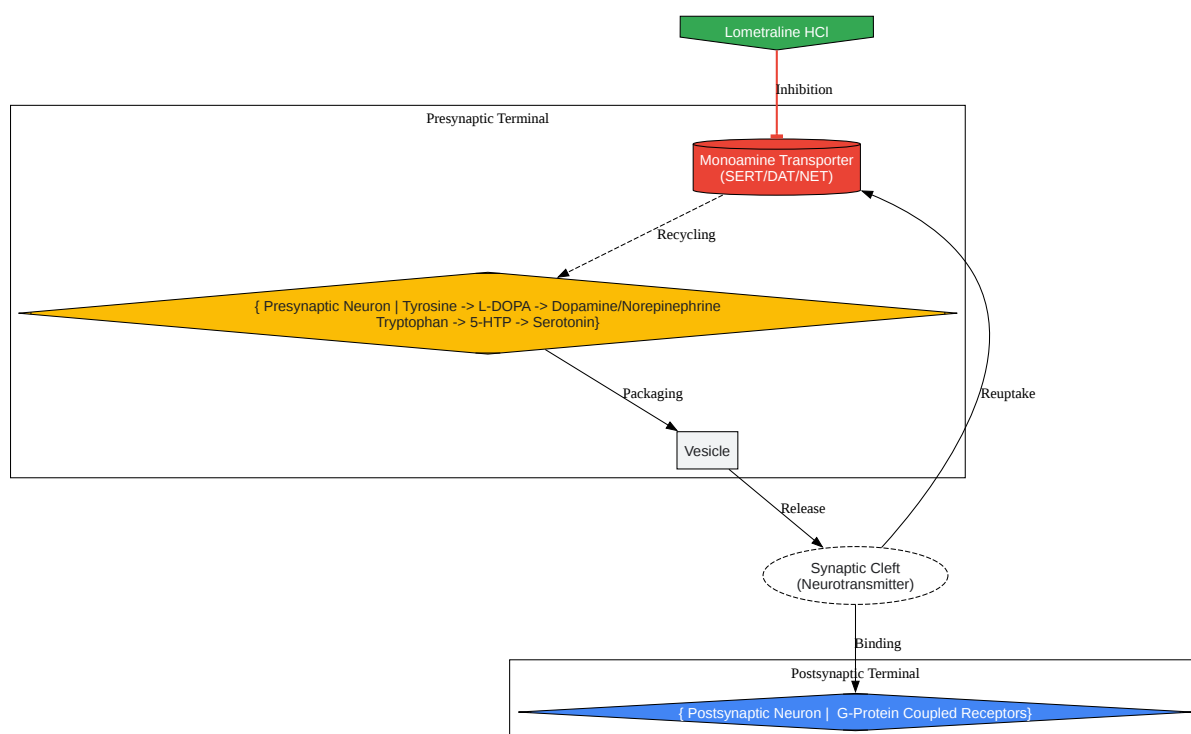 Lometraline HCl
Inhibition
Presynaptic Terminal
Monoamine Transporter
(SERT/DAT/NET)
Recycling
{ Presynaptic Neuron | Tyrosine -> L-DOPA -> Dopamine/Norepinephrine
Tryptophan -> 5-HTP -> Serotonin}
Packaging
Reuptake
Vesicle
Release
Synaptic Cleft
(Neurotransmitter)
Binding
Postsynaptic Terminal
{ Postsynaptic Neuron |  G-Protein Coupled Receptors}